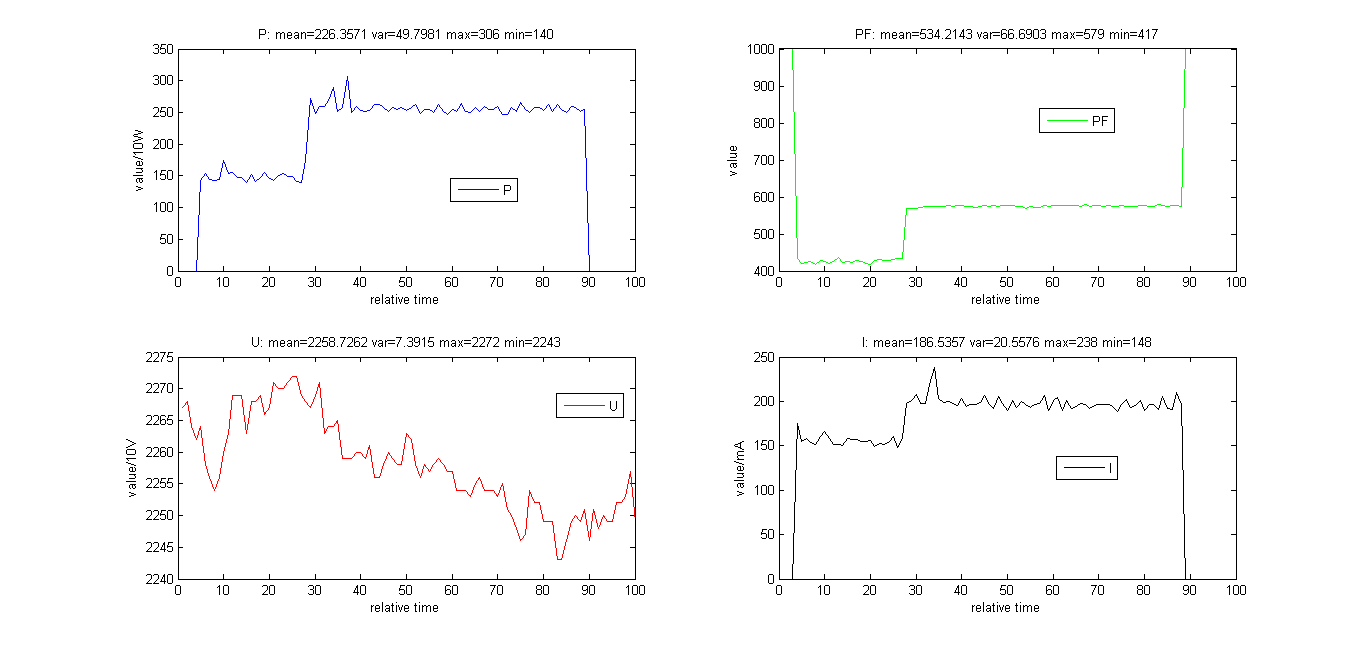 P: mean=226.3571 var=49.7981 max=306 min=140
350
300
250
200
150
100
50
0
value/10W
P
0 10 20 30 40 50 60 70 80 90 100
relative time
PF: mean=534.2143 var=66.6903 max=579 min=417
1000
900
800
700
600
500
400
value
PF
0 10 20 30 40 50 60 70 80 90 100
relative time
U: mean=2258.7262 var=7.3915 max=2272 min=2243
2275
2270
2265
2260
2255
2250
2245
2240
value/10V
U
0 10 20 30 40 50 60 70 80 90 100
relative time
I: mean=186.5357 var=20.5576 max=238 min=148
250
200
150
100
50
0
value/mA
I
0 10 20 30 40 50 60 70 80 90 100
relative time